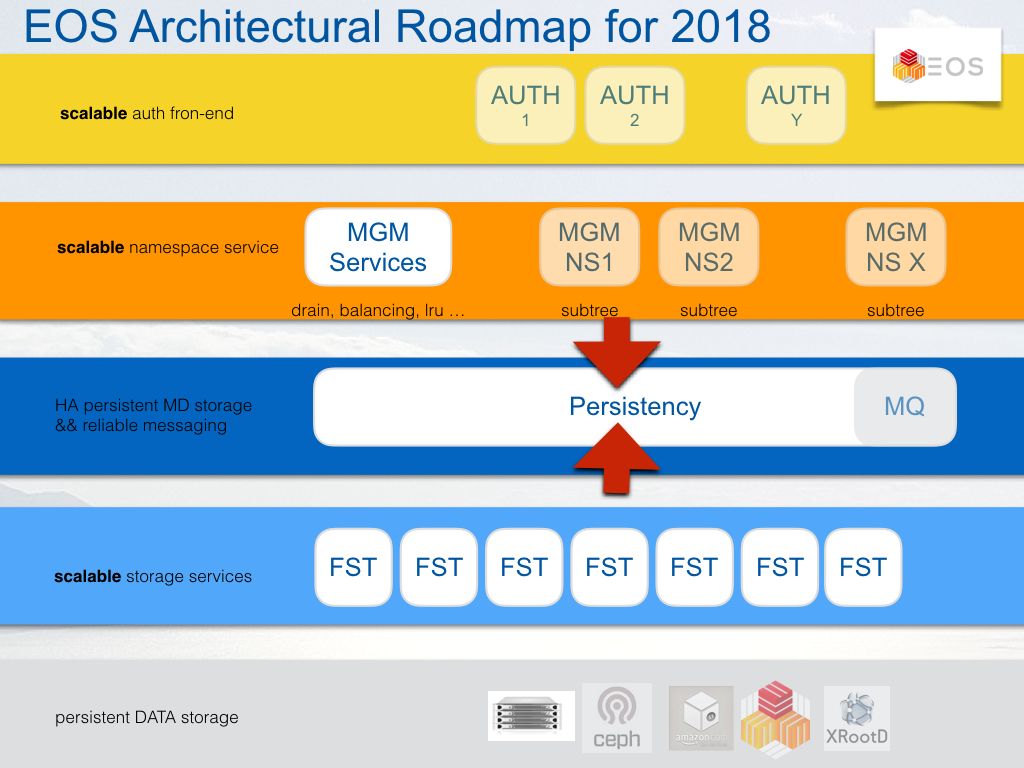 EOS Architectural Roadmap for 2018
EOS
scalable auth fron-end
AUTH
1
AUTH
2
AUTH
Y
scalable namespace service
MGM
Services
MGM
NS1
MGM
NS2
MGM
NS X
drain, balancing, lru …
subtree
subtree
subtree
HA persistent MD storage
&& reliable messaging
Persistency
MQ
scalable storage services
FST
FST
FST
FST
FST
FST
FST
persistent DATA storage
ceph
amazon.com
XRootD